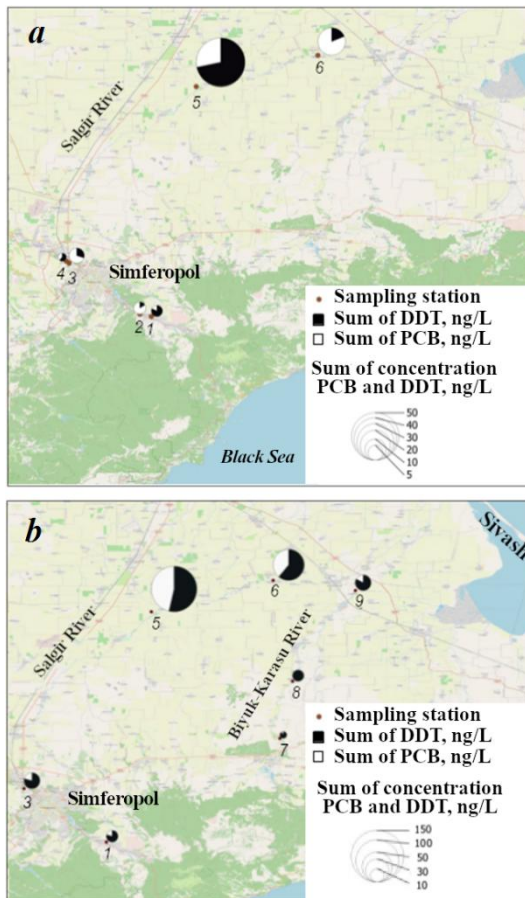 a
6
5
Salgir River
4
3
Simferopol
2
1
Sampling station
Sum of DDT, ng/L
Sum of PCB, ng/L
Sum of concentration
PCB and DDT, ng/L
50
40
30
20
10
5
Black Sea
b
Sivash
6
9
5
Salgir River
Biyuk-Karasu River
8
7
3
Simferopol
1
Sampling station
Sum of DDT, ng/L
Sum of PCB, ng/L
Sum of concentration
PCB and DDT, ng/L
150
100
50
30
10